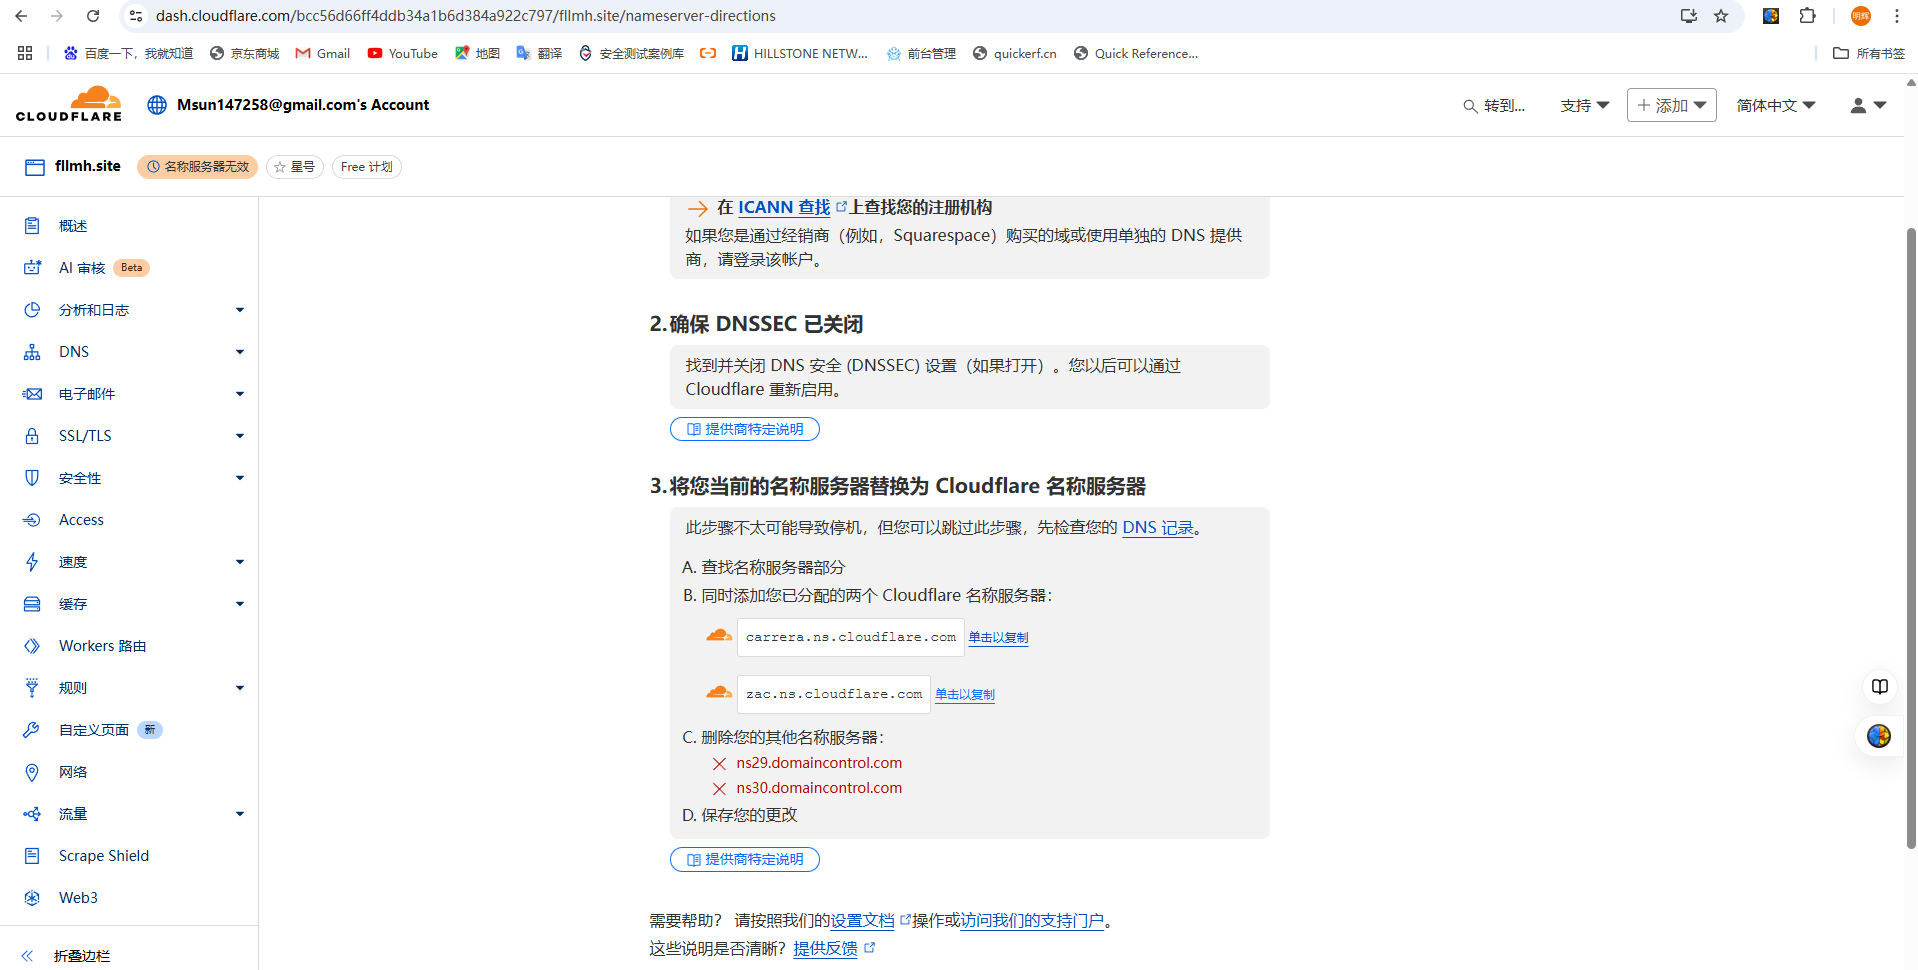 dash.cloudflare.com/bcc56d66ff4ddb34a1b6d384a922c797/fllmh.site/nameserver-directions
明辉
百度一下，我就知道
京东商城
Gmail
YouTube
地图
翻译
安全测试案例库
HILLSTONE NETW...
前台管理
quickerf.cn
Quick Reference...
所有书签
CLOUDFLARE
Msun147258@gmail.com's Account
转到...
支持
添加
简体中文
fllmh.site
名称服务器无效
星号
Free 计划
概述
AI 审核 Beta
分析和日志
DNS
电子邮件
SSL/TLS
安全性
Access
速度
缓存
Workers 路由
规则
自定义页面 新
网络
流量
Scrape Shield
Web3
折叠边栏
在 ICANN 查找 上查找您的注册机构
如果您是通过经销商（例如，Squarespace）购买的域或使用单独的 DNS 提供
商，请登录该帐户。
2.确保 DNSSEC 已关闭
找到并关闭 DNS 安全 (DNSSEC) 设置（如果打开）。您以后可以通过
Cloudflare 重新启用。
提供商特定说明
3.将您当前的名称服务器替换为 Cloudflare 名称服务器
此步骤不太可能导致停机，但您可以跳过此步骤，先检查您的 DNS 记录。
A. 查找名称服务器部分
B. 同时添加您已分配的两个 Cloudflare 名称服务器：
carrera.ns.cloudflare.com 单击以复制
zac.ns.cloudflare.com 单击以复制
C. 删除您的其他名称服务器：
ns29.domaincontrol.com
ns30.domaincontrol.com
D. 保存您的更改
提供商特定说明
需要帮助？ 请按照我们的设置文档 操作或访问我们的支持门户。
这些说明是否清晰？提供反馈